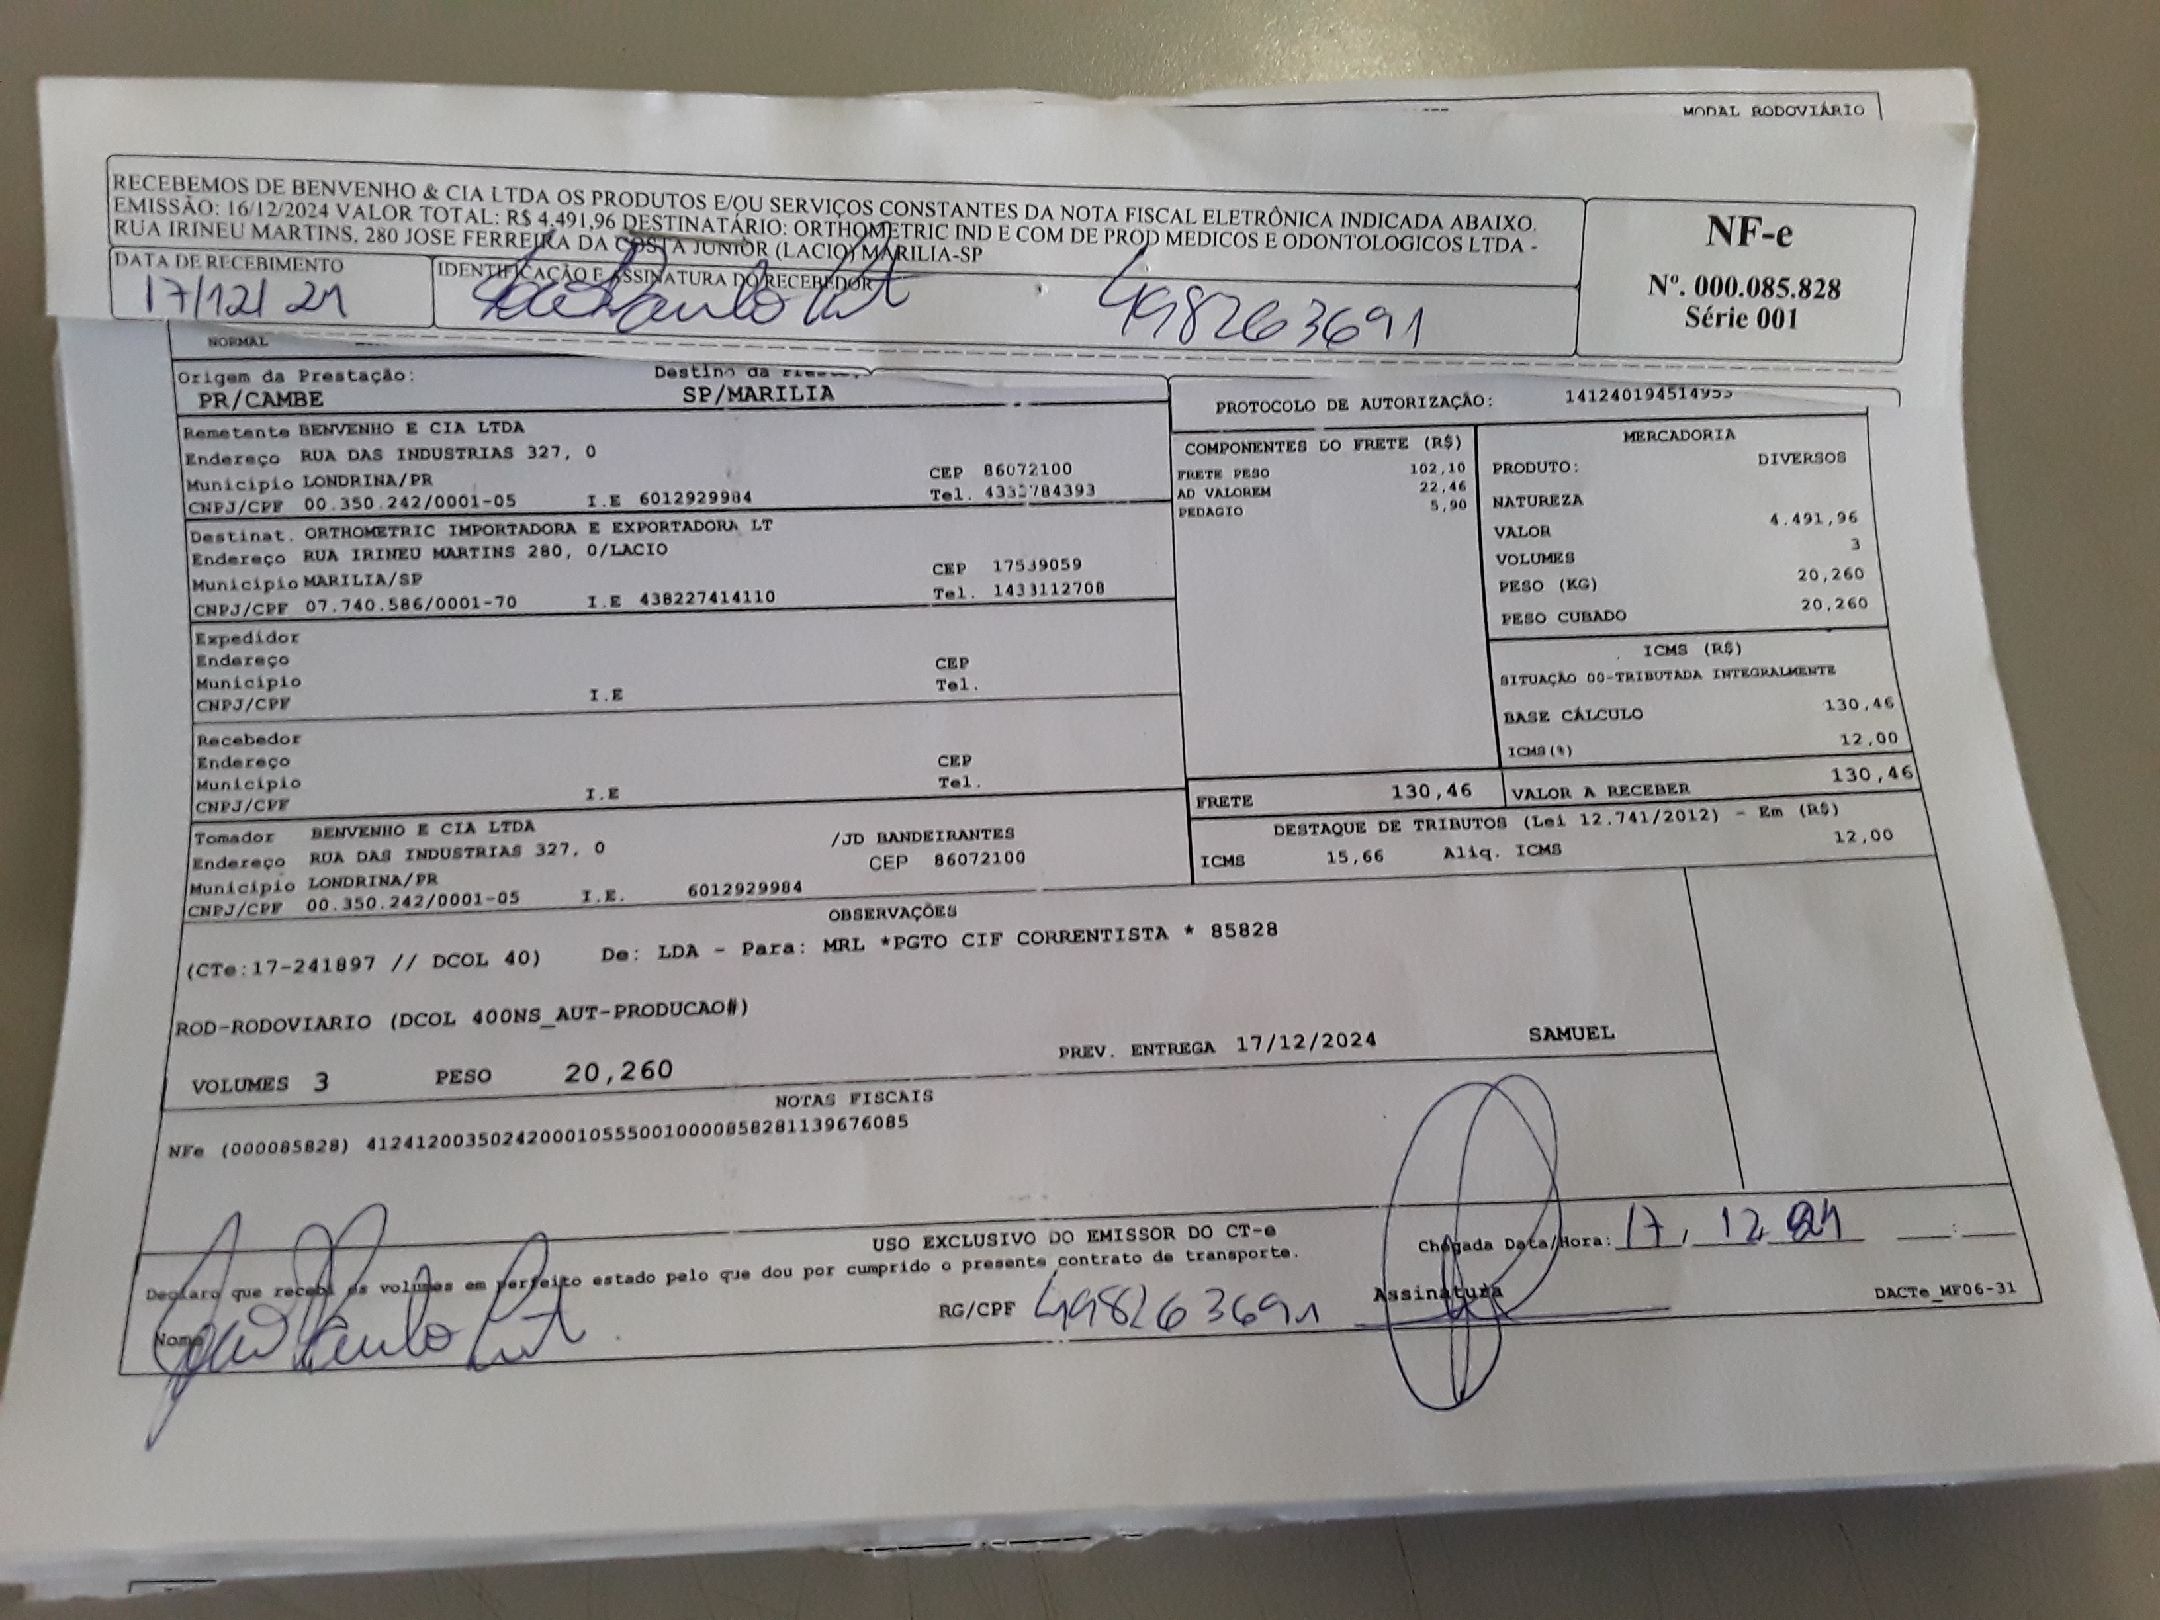 MODAL RODOVIÁRIO
RECEBEMOS DE BENVENHO & CIA LTDA OS PRODUTOS E/OU SERVIÇOS CONSTANTES DA NOTA FISCAL ELETRÔNICA INDICADA ABAIXO.
EMISSÃO: 16/12/2024 VALOR TOTAL: R$ 4.491,96 DESTINATÁRIO: ORTHOMETRIC IND E COM DE PROD MEDICOS E ODONTOLOGICOS LTDA -
RUA IRINEU MARTINS, 280 JOSE FERREIRA DA COSTA JUNIOR (LACIO) MARILIA-SP
NF-e
Nº. 000.085.828
Série 001
DATA DE RECEBIMENTO
17/12/24
IDENTIFICAÇÃO E ASSINATURA DO RECEBEDOR
498263691
NORMAL
Origem da Prestação:
PR/CAMBE
Destino da
SP/MARILIA
PROTOCOLO DE AUTORIZAÇÃO:
Remetente BENVENHO E CIA LTDA
Endereço RUA DAS INDUSTRIAS 327, 0
Município LONDRINA/PR CEP 86072100
CNPJ/CPF 00.350.242/0001-05 I.E 6012929984 Tel. 4333784393
Destinat. ORTHOMETRIC IMPORTADORA E EXPORTADORA LT
Endereço RUA IRINEU MARTINS 280, 0/LACIO
Município MARILIA/SP CEP 17539059
CNPJ/CPF 07.740.586/0001-70 I.E 438227414110 Tel. 1433112708
Expedidor
Endereço
Município CEP
CNPJ/CPF I.E Tel.
Recebedor
Endereço
Município CEP
CNPJ/CPF I.E Tel.
Tomador BENVENHO E CIA LTDA
Endereço RUA DAS INDUSTRIAS 327, 0 /JD BANDEIRANTES
Município LONDRINA/PR CEP 86072100
CNPJ/CPF 00.350.242/0001-05 I.E. 6012929984
COMPONENTES DO FRETE (R$)
FRETE PESO 102,10
AD VALOREM 22,46
PEDAGIO 5,90
MERCADORIA
PRODUTO: DIVERSOS
NATUREZA
VALOR 4.491,96
VOLUMES 3
PESO (KG) 20,260
PESO CUBADO 20,260
ICMS (R$)
SITUAÇÃO 00-TRIBUTADA INTEGRALMENTE
BASE CÁLCULO 130,46
ICMS(%) 12,00
FRETE 130,46 VALOR A RECEBER 130,46
DESTAQUE DE TRIBUTOS (Lei 12.741/2012) - Em (R$)
ICMS 15,66 Aliq. ICMS 12,00
OBSERVAÇÕES
(CTe:17-241897 // DCOL 40) De: LDA - Para: MRL *PGTO CIF CORRENTISTA * 85828
ROD-RODOVIARIO (DCOL 400NS_AUT-PRODUCAO#)
VOLUMES 3 PESO 20,260 PREV. ENTREGA 17/12/2024 SAMUEL
NOTAS FISCAIS
NFe (000085828) 41241200350242000105550010000858281139676085
USO EXCLUSIVO DO EMISSOR DO CT-e
Declaro que recebi os volumes em perfeito estado pelo que dou por cumprido o presente contrato de transporte.
Chegada Data/Hora: 17, 12 24 :
Nome
RG/CPF 498263691 Assinatura
DACTe_MF06-31